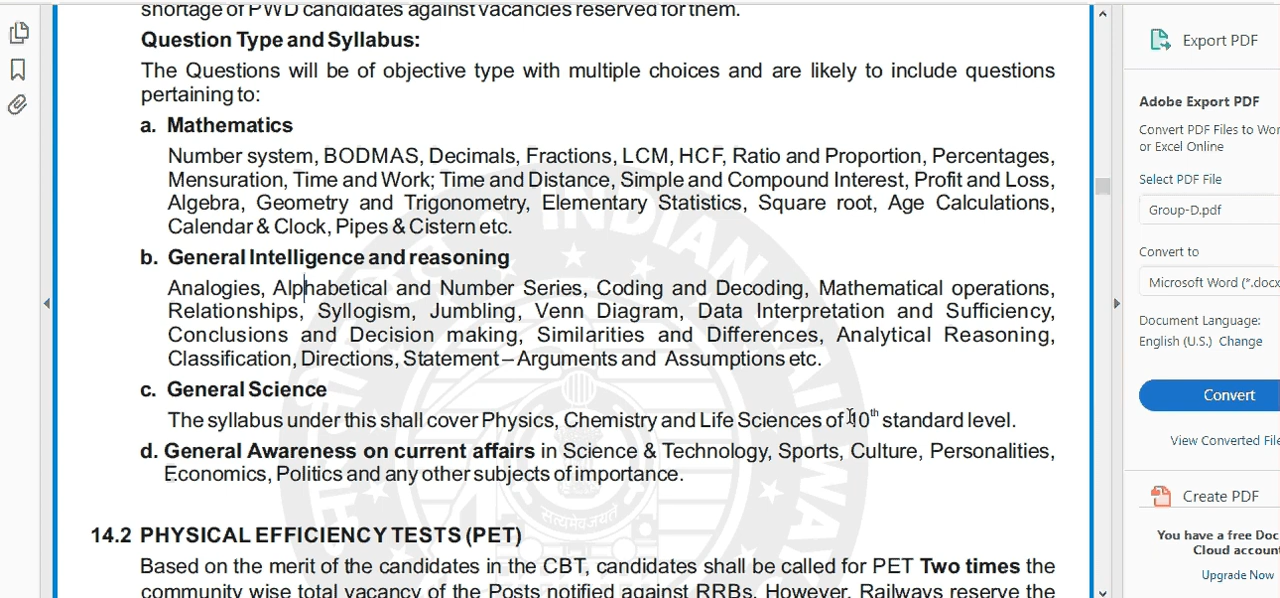 shortage of PWD candidates against vacancies reserved for them.
Question Type and Syllabus:
The Questions will be of objective type with multiple choices and are likely to include questions
pertaining to:
a. Mathematics
Number system, BODMAS, Decimals, Fractions, LCM, HCF, Ratio and Proportion, Percentages,
Mensuration, Time and Work; Time and Distance, Simple and Compound Interest, Profit and Loss,
Algebra, Geometry and Trigonometry, Elementary Statistics, Square root, Age Calculations,
Calendar & Clock, Pipes & Cistern etc.
b. General Intelligence and reasoning
Analogies, Alphabetical and Number Series, Coding and Decoding, Mathematical operations,
Relationships, Syllogism, Jumbling, Venn Diagram, Data Interpretation and Sufficiency,
Conclusions and Decision making, Similarities and Differences, Analytical Reasoning,
Classification, Directions, Statement – Arguments and Assumptions etc.
c. General Science
The syllabus under this shall cover Physics, Chemistry and Life Sciences of 10th standard level.
d. General Awareness on current affairs in Science & Technology, Sports, Culture, Personalities,
Economics, Politics and any other subjects of importance.
14.2 PHYSICAL EFFICIENCY TESTS (PET)
Based on the merit of the candidates in the CBT, candidates shall be called for PET Two times the
community wise total vacancy of the Posts notified against RRBs. However, Railways reserve the
INDIAN
सत्यमेव जयते
Export PDF
Adobe Export PDF
Convert PDF Files to Wor
or Excel Online
Select PDF File
Group-D.pdf
Convert to
Microsoft Word (*.docx
Document Language:
English (U.S.) Change
Convert
View Converted File
Create PDF
You have a free Doc
Cloud accoun
Upgrade Now